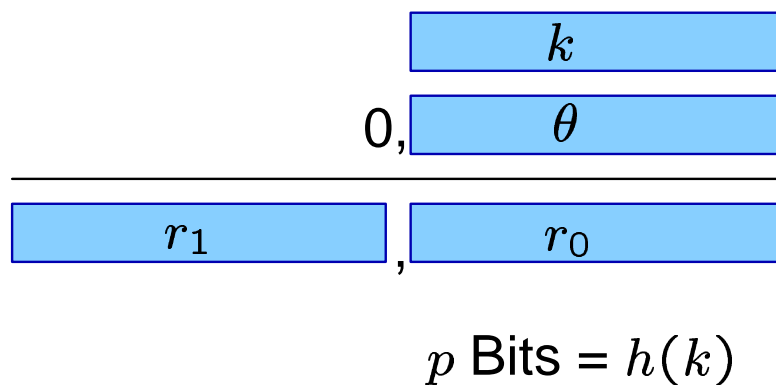 k
0, θ
r₁ , r₀
p Bits = h(k)